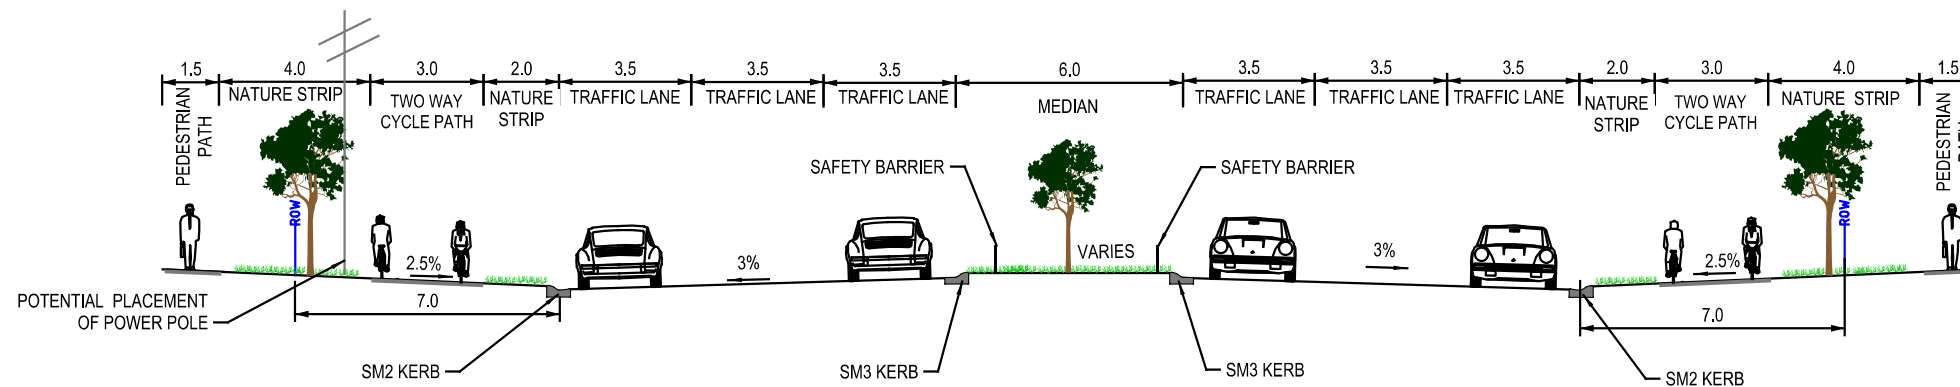 1.5 4.0 3.0 2.0 3.5 3.5 3.5 6.0 3.5 3.5 3.5 2.0 3.0 4.0 1.5
PEDESTRIAN
PATH
NATURE STRIP
TWO WAY
CYCLE PATH
NATURE
STRIP
TRAFFIC LANE
TRAFFIC LANE
TRAFFIC LANE
MEDIAN
TRAFFIC LANE
TRAFFIC LANE
TRAFFIC LANE
NATURE
STRIP
TWO WAY
CYCLE PATH
NATURE STRIP
PEDESTRIAN
SAFETY BARRIER
SAFETY BARRIER
ROW
ROW
2.5%
3%
VARIES
3%
2.5%
POTENTIAL PLACEMENT
OF POWER POLE
7.0
7.0
SM2 KERB
SM3 KERB
SM3 KERB
SM2 KERB